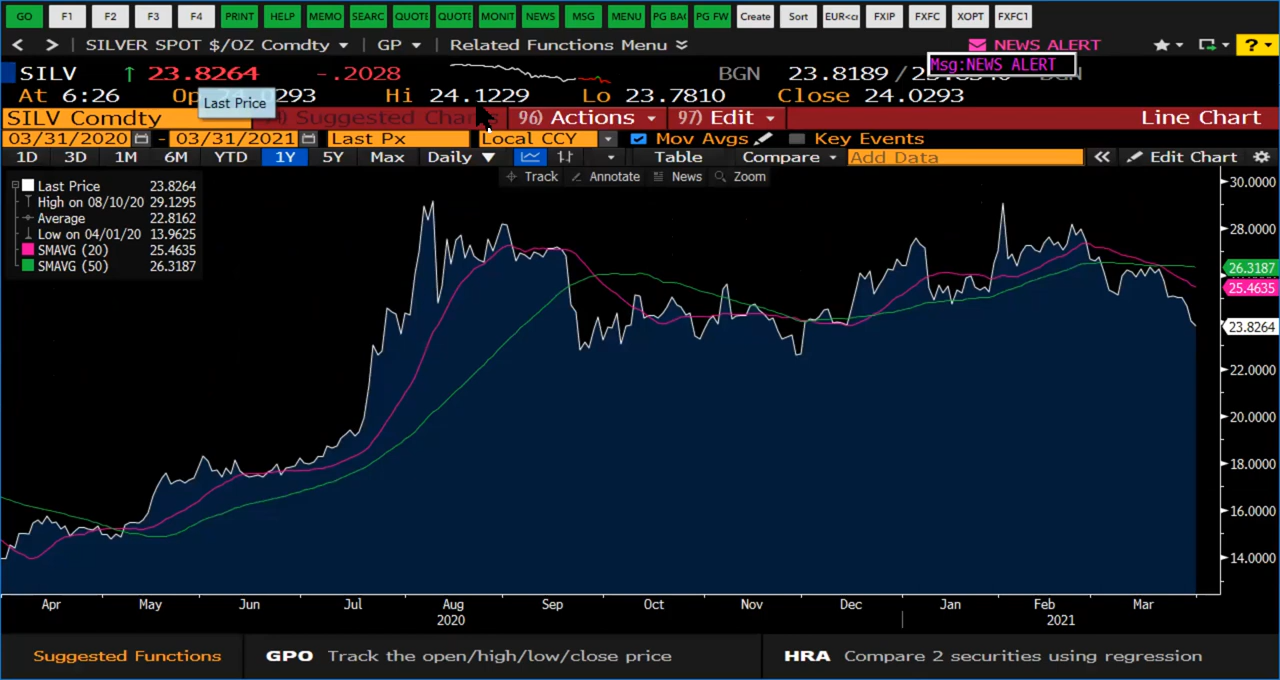 GO F1 F2 F3 F4 PRINT HELP MEMO SEARC QUOTE QUOTE MONIT NEWS MSG MENU PG BAC PG FW Create Sort EUR<cr FXIP FXFC XOPT FXFC1
< > SILVER SPOT $/OZ Comdty GP Related Functions Menu NEWS ALERT ?
Msg:NEWS ALERT
SILV ↑ 23.8264 -.2028 BGN 23.8189 / BGN
At 6:26 Op .0293 Hi 24.1229 Lo 23.7810 Close 24.0293
Last Price
SILV Comdty Suggested Charts 96) Actions 97) Edit Line Chart
03/31/2020 - 03/31/2021 Last Px Local CCY Mov Avgs Key Events
1D 3D 1M 6M YTD 1Y 5Y Max Daily ▼ Table Compare Add Data « Edit Chart
Track Annotate News Zoom
Last Price 23.8264
High on 08/10/20 29.1295
Average 22.8162
Low on 04/01/20 13.9625
SMAVG (20) 25.4635
SMAVG (50) 26.3187
30.0000
28.0000
26.3187
25.4635
23.8264
22.0000
20.0000
18.0000
16.0000
14.0000
Apr May Jun Jul Aug Sep Oct Nov Dec Jan Feb Mar
2020 2021
Suggested Functions GPO Track the open/high/low/close price HRA Compare 2 securities using regression